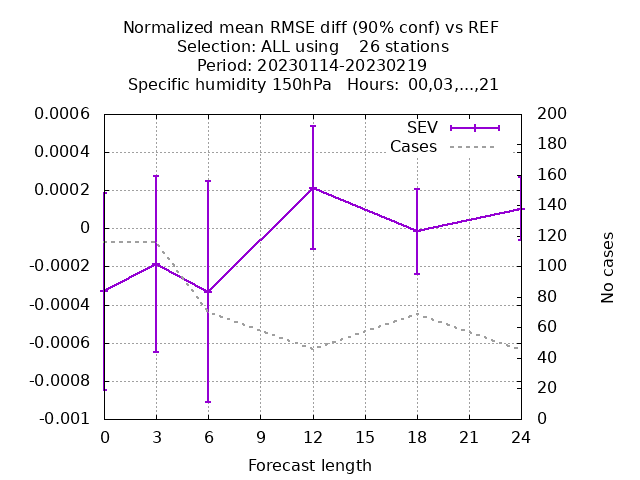 Normalized mean RMSE diff (90% conf) vs REF
Selection: ALL using    26 stations
Period: 20230114-20230219
Specific humidity 150hPa   Hours:  00,03,...,21
SEV
Cases
0.0006
0.0004
0.0002
0
-0.0002
-0.0004
-0.0006
-0.0008
-0.001
200
180
160
140
120
100
80
60
40
20
0
No cases
0 3 6 9 12 15 18 21 24
Forecast length